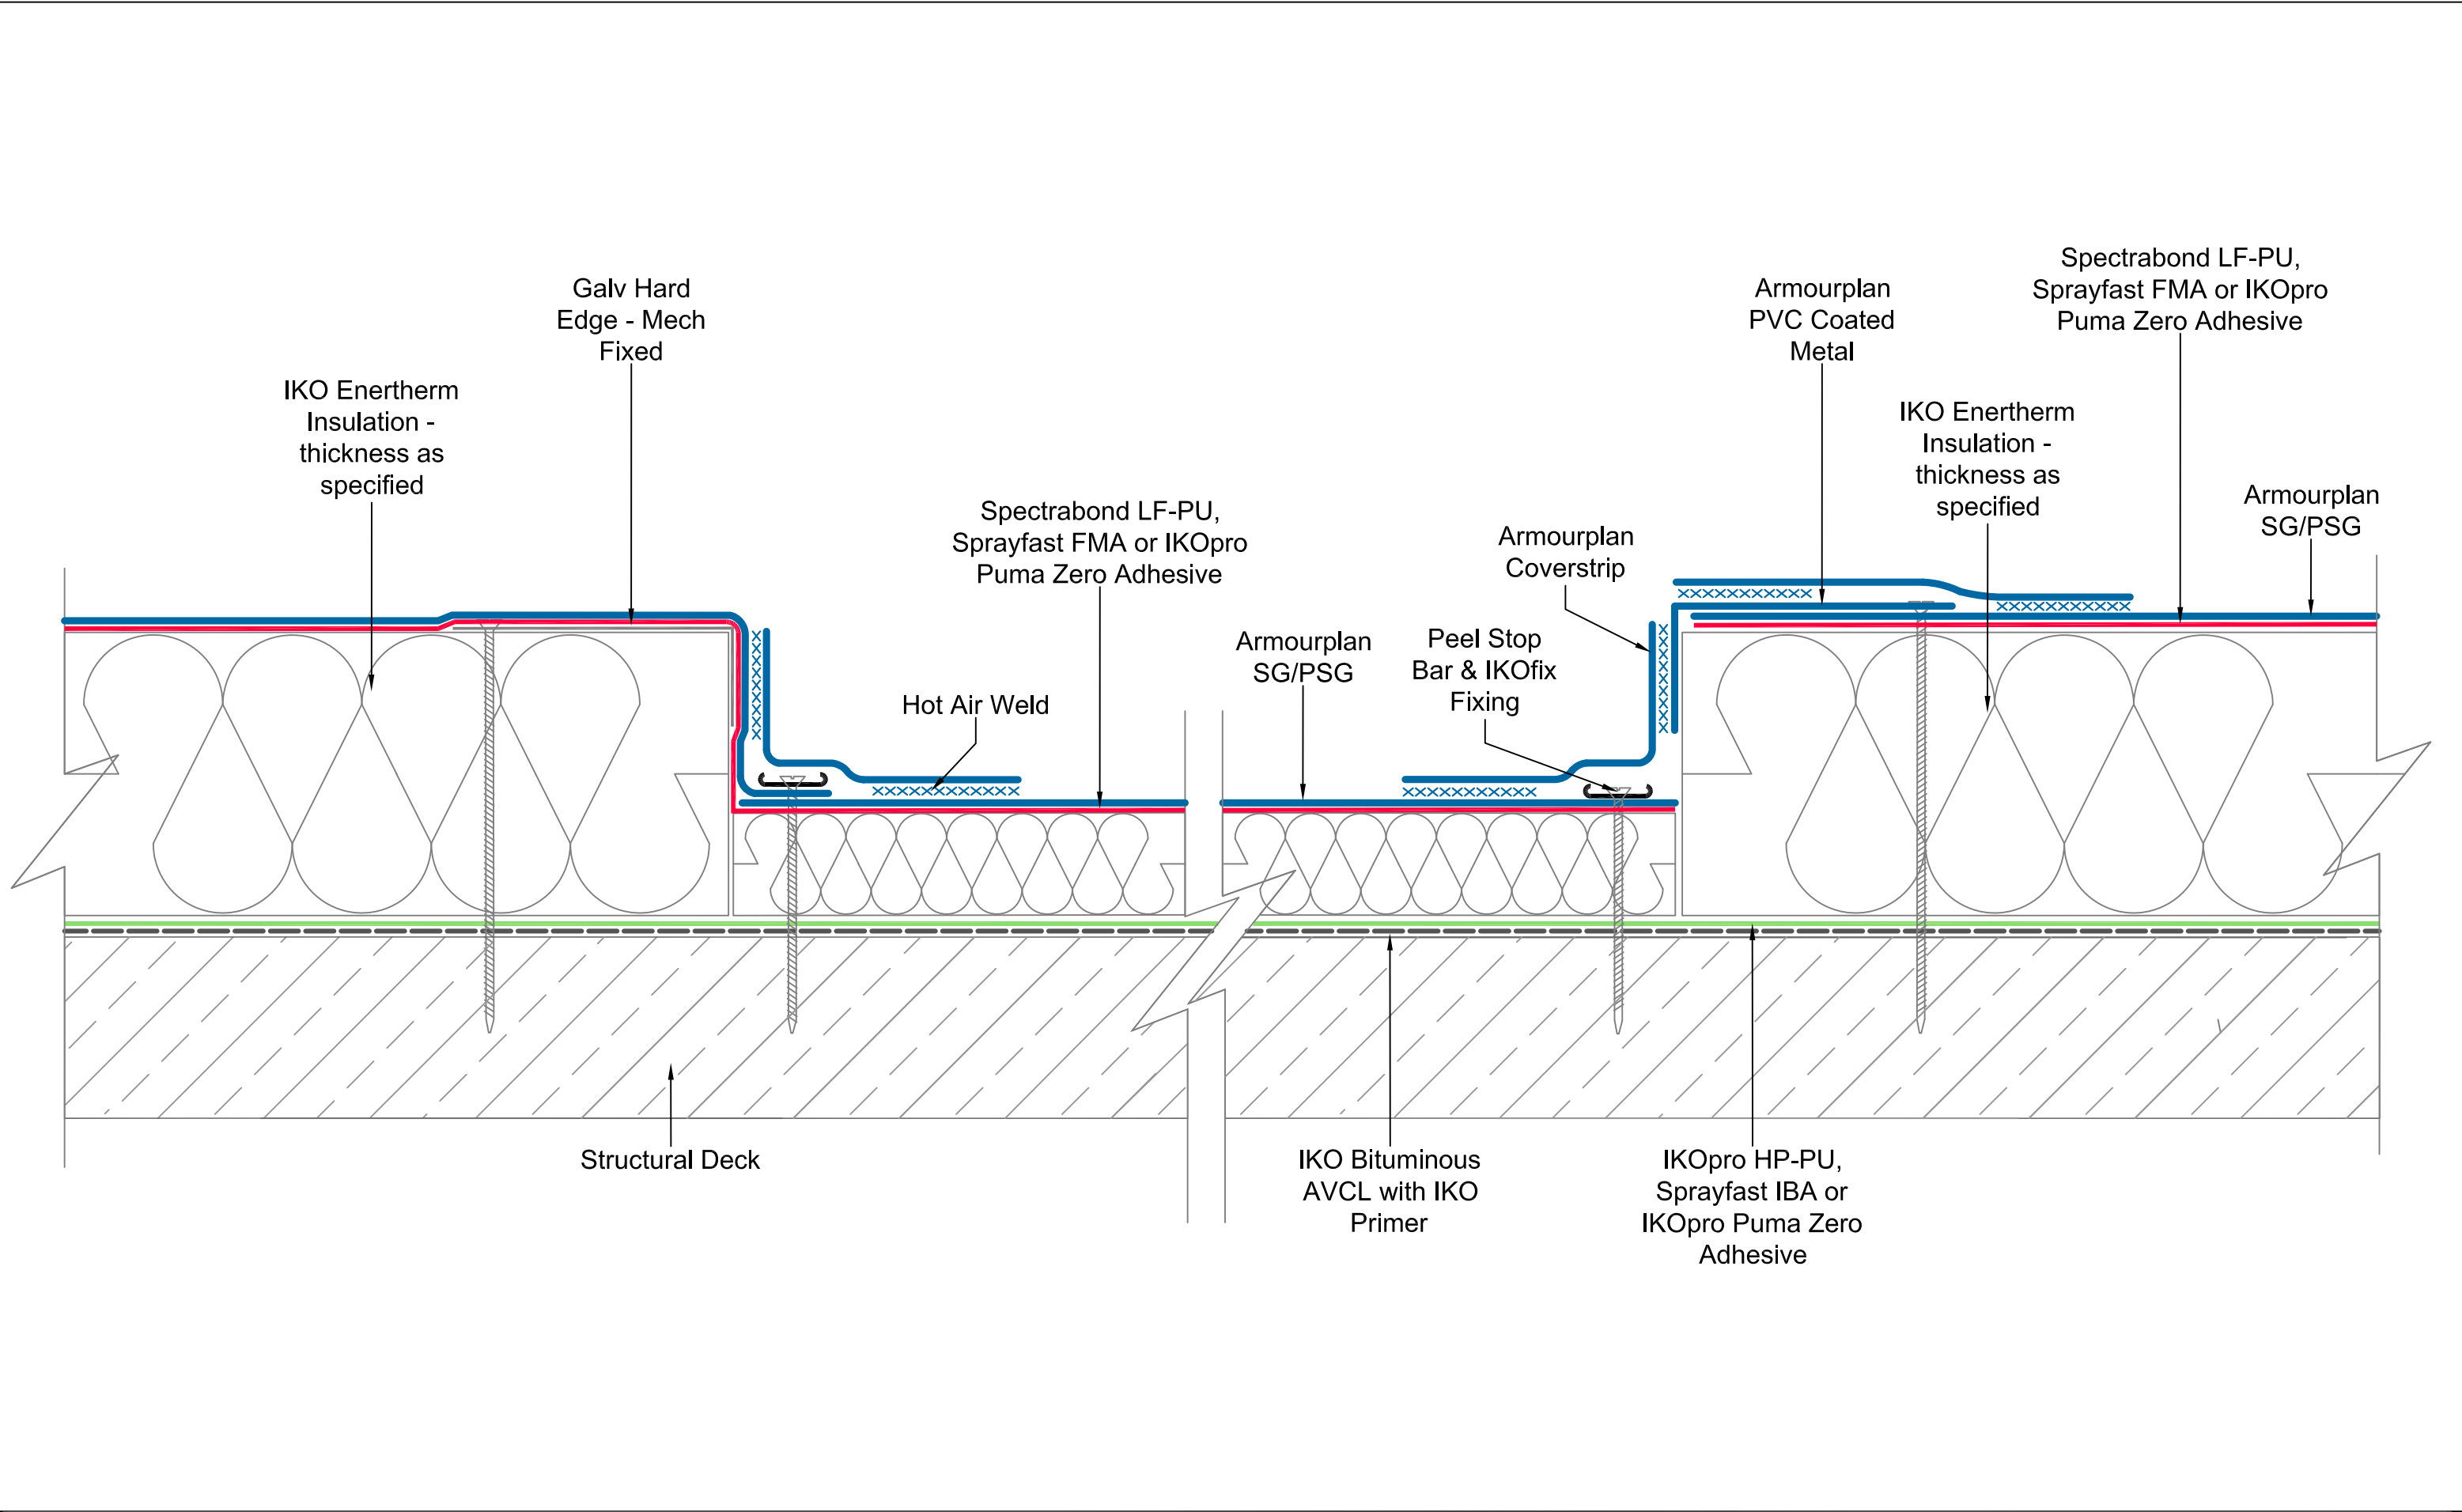 Galv Hard
Edge - Mech
Fixed
IKO Enertherm
Insulation -
thickness as
specified
Spectrabond LF-PU,
Sprayfast FMA or IKOpro
Puma Zero Adhesive
Hot Air Weld
Armourplan
SG/PSG
Peel Stop
Bar & IKOfix
Fixing
Armourplan
Coverstrip
Armourplan
PVC Coated
Metal
Spectrabond LF-PU,
Sprayfast FMA or IKOpro
Puma Zero Adhesive
IKO Enertherm
Insulation -
thickness as
specified
Armourplan
SG/PSG
Structural Deck
IKO Bituminous
AVCL with IKO
Primer
IKOpro HP-PU,
Sprayfast IBA or
IKOpro Puma Zero
Adhesive